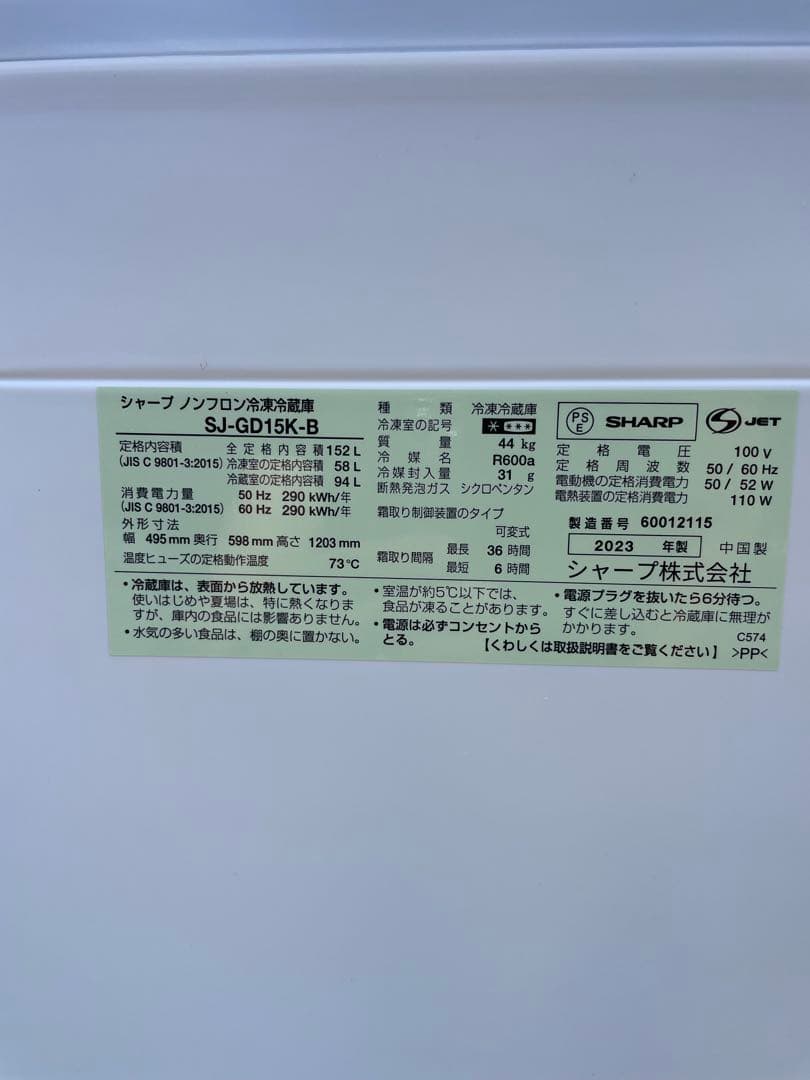 シャープ ノンフロン冷凍冷蔵庫
SJ-GD15K-B
定格内容積 全定格内容積 152 L
(JIS C 9801-3:2015) 冷凍室の定格内容積 58 L
冷蔵室の定格内容積 94 L
消費電力量 50 Hz 290 kWh/年
(JIS C 9801-3:2015) 60 Hz 290 kWh/年
外形寸法
幅 495 mm 奥行 598 mm 高さ 1203 mm
温度ヒューズの定格動作温度 73℃
種類 冷凍冷蔵庫
冷凍室の記号 * ***
質量 44 kg
冷媒名 R600a
冷媒封入量 31 g
断熱発泡ガス シクロペンタン
霜取り制御装置のタイプ
可変式
霜取り間隔 最長 36 時間
最短 6 時間
PSE SHARP S JET
定格電圧 100 V
定格周波数 50 / 60 Hz
電動機の定格消費電力 50 / 52 W
電熱装置の定格消費電力 110 W
製造番号 60012115
2023 年製 中国製
シャープ株式会社
・冷蔵庫は、表面から放熱しています。
使いはじめや夏場は、特に熱くなりま
すが、庫内の食品には影響ありません。
・水気の多い食品は、棚の奥に置かない。
・室温が約5℃以下では、
食品が凍ることがあります。
・電源は必ずコンセントから
とる。
・電源プラグを抜いたら6分待つ。
すぐに差し込むと冷蔵庫に無理が
かかります。
C574
【くわしくは取扱説明書をご覧ください】 >PP<